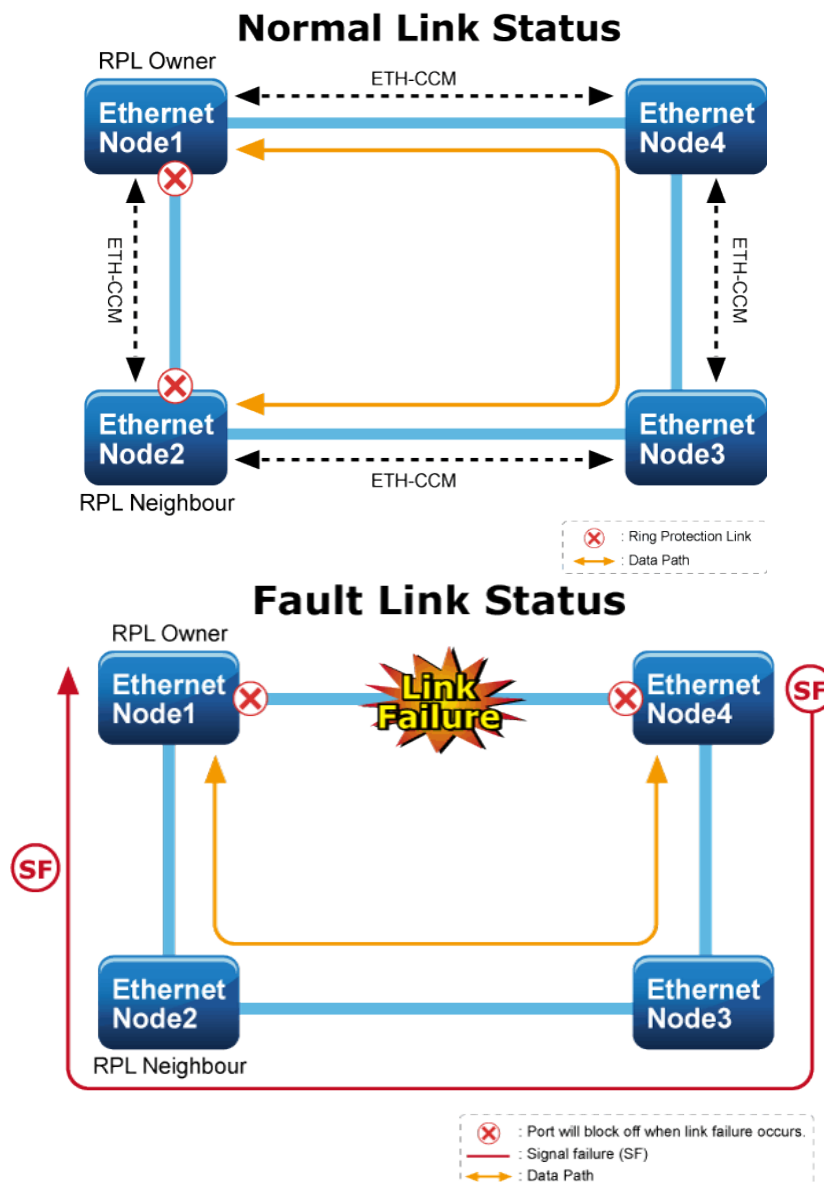 Normal Link Status
RPL Owner
ETH-CCM
Ethernet
Node1
Ethernet
Node4
ETH-CCM
ETH-CCM
Ethernet
Node2
Ethernet
Node3
ETH-CCM
RPL Neighbour
: Ring Protection Link
: Data Path
Fault Link Status
RPL Owner
Ethernet
Node1
Link
Failure
Ethernet
Node4
SF
SF
Ethernet
Node2
Ethernet
Node3
RPL Neighbour
: Port will block off when link failure occurs.
: Signal failure (SF)
: Data Path